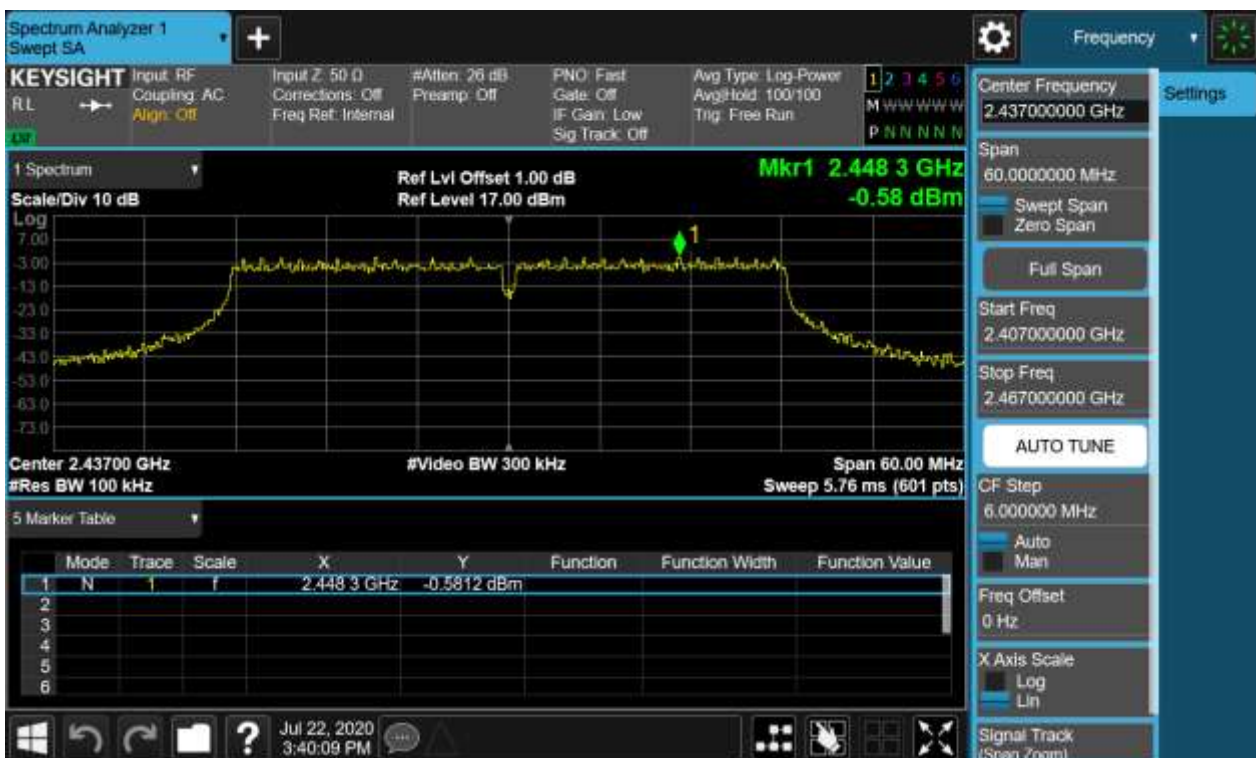 Spectrum Analyzer 1
Swept SA
Frequency
KEYSIGHT
RL
Input: RF
Coupling: AC
Align: Off
Input Z: 50 Ω
Corrections: Off
Freq Ref: Internal
#Atten: 26 dB
Preamp: Off
PNO: Fast
Gate: Off
IF Gain: Low
Sig Track: Off
Avg Type: Log-Power
Avg|Hold: 100/100
Trig: Free Run
1 2 3 4 5 6
M W W W W W
P N N N N N
1 Spectrum
Scale/Div 10 dB
Ref Lvl Offset 1.00 dB
Ref Level 17.00 dBm
Mkr1 2.448 3 GHz
-0.58 dBm
Log
7.00
-3.00
-13.0
-23.0
-33.0
-43.0
-53.0
-63.0
-73.0
1
Center 2.43700 GHz
#Video BW 300 kHz
Span 60.00 MHz
#Res BW 100 kHz
Sweep 5.76 ms (601 pts)
5 Marker Table
Mode Trace Scale X Y Function Function Width Function Value
1 N 1 f 2.448 3 GHz -0.5812 dBm
2
3
4
5
6
Jul 22, 2020
3:40:09 PM
Center Frequency
2.437000000 GHz
Settings
Span
60.0000000 MHz
Swept Span
Zero Span
Full Span
Start Freq
2.407000000 GHz
Stop Freq
2.467000000 GHz
AUTO TUNE
CF Step
6.000000 MHz
Auto
Man
Freq Offset
0 Hz
X Axis Scale
Log
Lin
Signal Track
(Span Zoom)